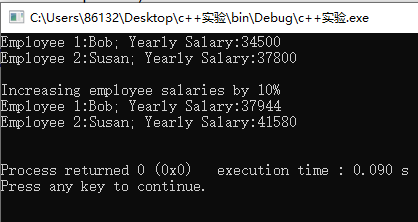 C:\Users\86132\Desktop\c++实验\bin\Debug\c++实验.exe
Employee 1:Bob; Yearly Salary:34500
Employee 2:Susan; Yearly Salary:37800
Increasing employee salaries by 10%
Employee 1:Bob; Yearly Salary:37944
Employee 2:Susan; Yearly Salary:41580
Process returned 0 (0x0)   execution time : 0.090 s
Press any key to continue.